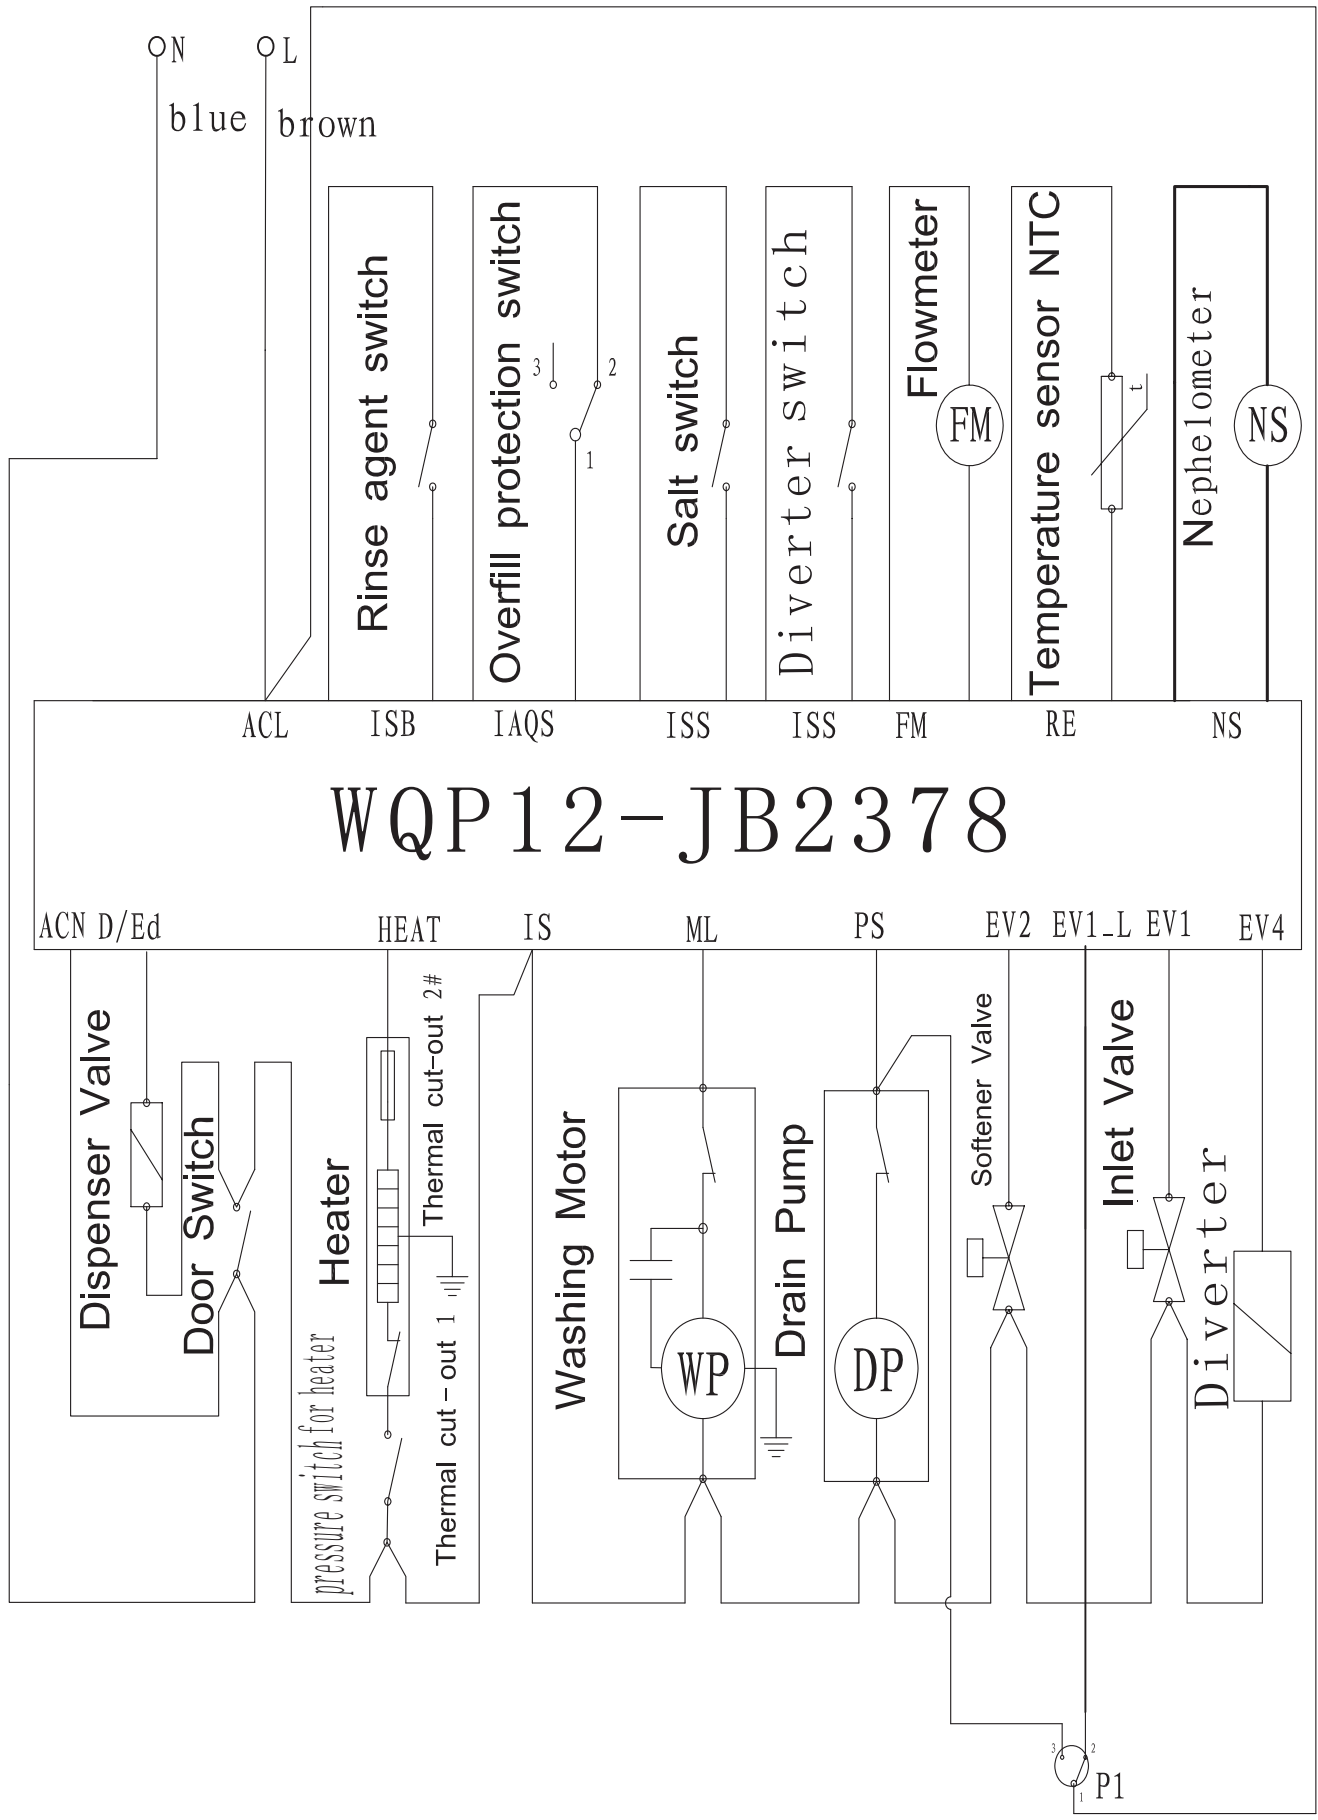 N
L
blue
brown
Rinse agent switch
Overfill protection switch
3
2
1
Salt switch
Diverter switch
Flowmeter
FM
Temperature sensor NTC
t
Nephelometer
NS
ACL
ISB
IAQS
ISS
ISS
FM
RE
NS
WQP12-JB2378
ACN
D/Ed
HEAT
IS
ML
PS
EV2
EV1_L
EV1
EV4
Dispenser Valve
Door Switch
Heater
pressure switch for heater
Thermal cut-out 2#
Thermal cut-out 1
Washing Motor
WP
Drain Pump
DP
Softener Valve
Inlet Valve
Diverter
3
2
1
P1